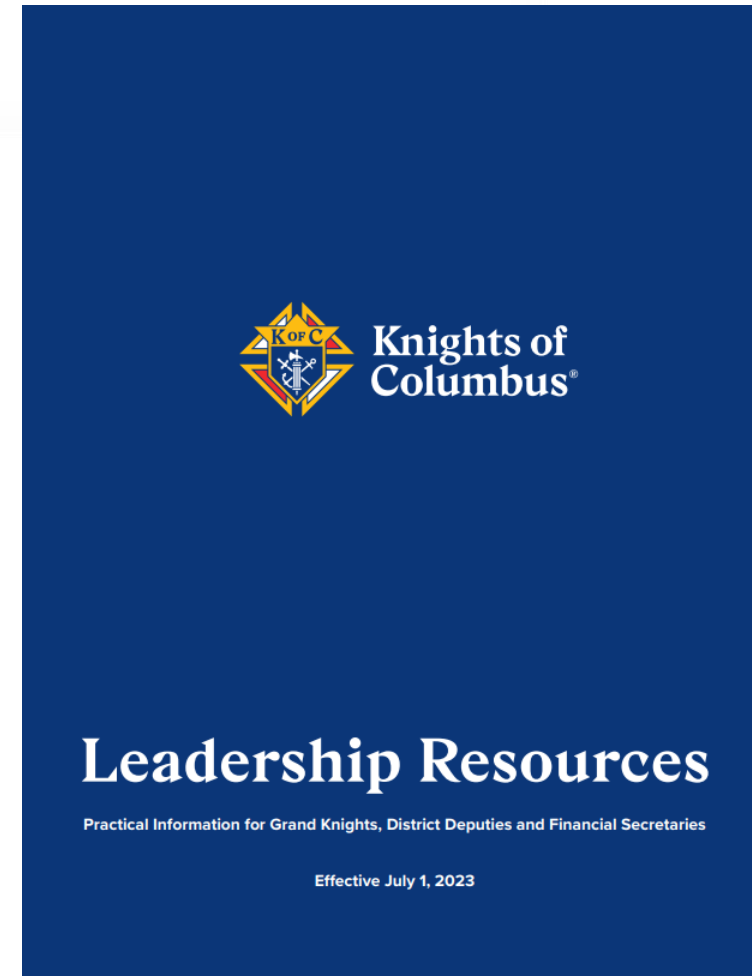 K OF C
Knights of
Columbus®
Leadership Resources
Practical Information for Grand Knights, District Deputies and Financial Secretaries
Effective July 1, 2023